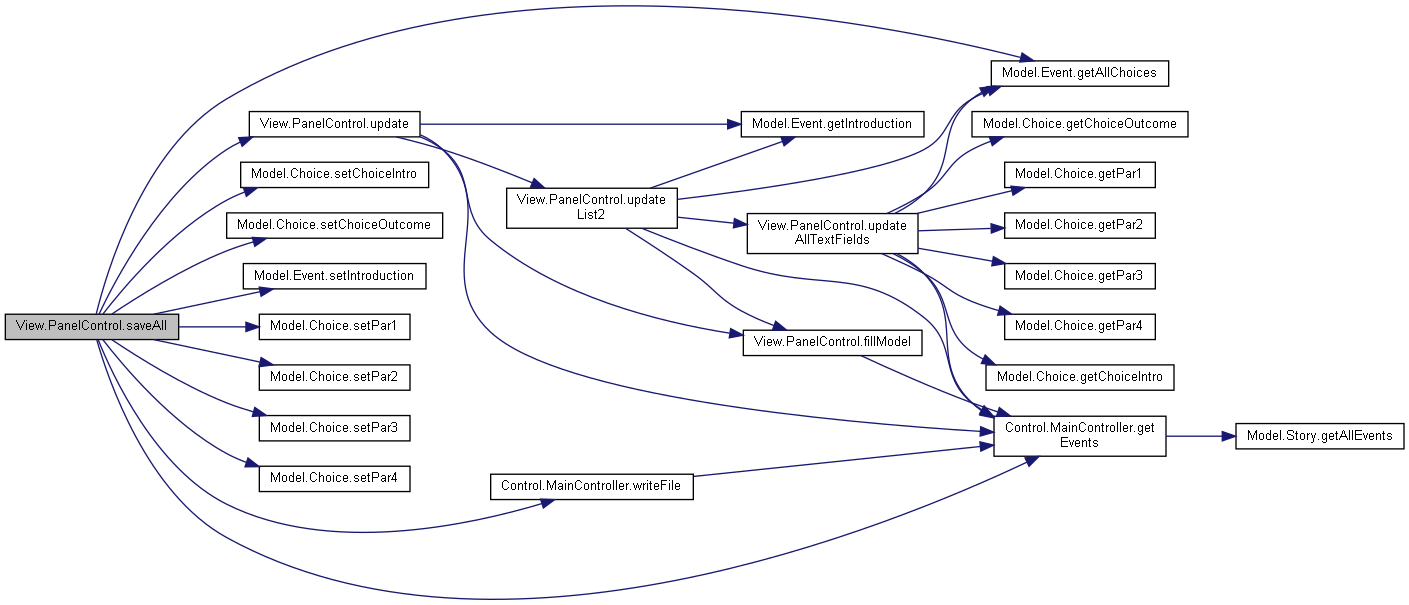 Model.Event.getAllChoices
View.PanelControl.update
Model.Event.getIntroduction
Model.Choice.getChoiceOutcome
Model.Choice.setChoiceIntro
Model.Choice.getPar1
View.PanelControl.update
List2
Model.Choice.setChoiceOutcome
View.PanelControl.update
AllTextFields
Model.Choice.getPar2
Model.Event.setIntroduction
Model.Choice.getPar3
View.PanelControl.saveAll
Model.Choice.setPar1
Model.Choice.getPar4
View.PanelControl.fillModel
Model.Choice.setPar2
Model.Choice.getChoiceIntro
Model.Choice.setPar3
Control.MainController.get
Events
Model.Story.getAllEvents
Model.Choice.setPar4
Control.MainController.writeFile